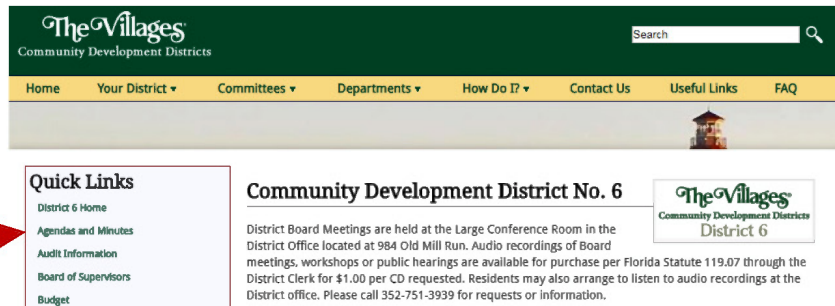 The Villages
Community Development Districts
Search
Home Your District Committees Departments How Do I? Contact Us Useful Links FAQ
Quick Links
District 6 Home
Agendas and Minutes
Audit Information
Board of Supervisors
Budget
Community Development District No. 6
The Villages
Community Development Districts
District 6
District Board Meetings are held at the Large Conference Room in the
District Office located at 984 Old Mill Run. Audio recordings of Board
meetings, workshops or public hearings are available for purchase per Florida Statute 119.07 through the
District Clerk for $1.00 per CD requested. Residents may also arrange to listen to audio recordings at the
District office. Please call 352-751-3939 for requests or information.